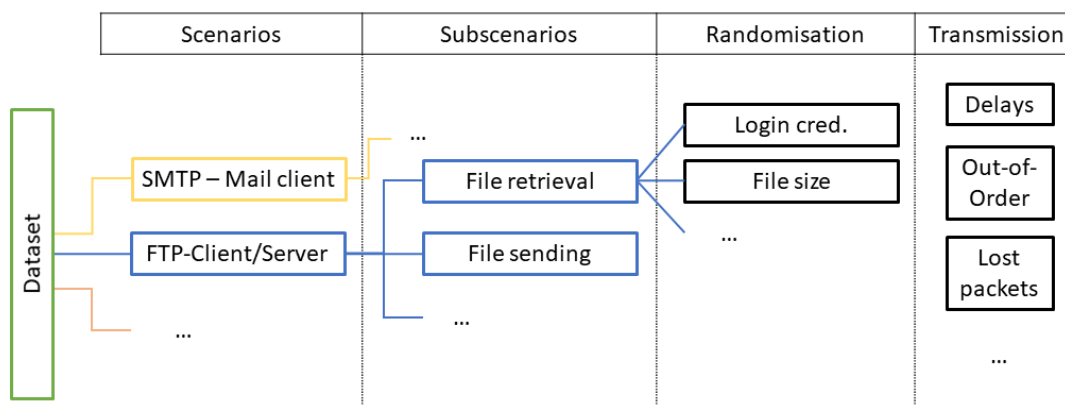 Scenarios
Subscenarios
Randomisation
Transmission
Dataset
SMTP – Mail client
FTP-Client/Server
...
...
File retrieval
File sending
...
Login cred.
File size
...
Delays
Out-of-
Order
Lost
packets
...